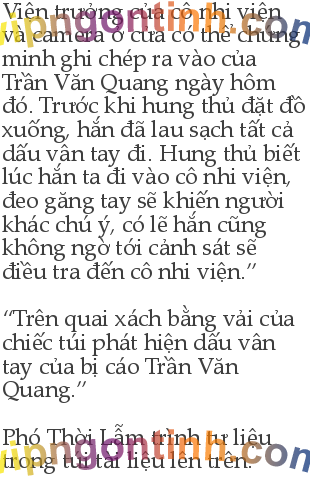 Viện trưởng của cô nhi viện
và camera ở cửa có thể chứng
minh ghi chép ra vào của
Trần Văn Quang ngày hôm
đó. Trước khi hung thủ đặt đồ
xuống, hắn đã lau sạch tất cả
dấu vân tay đi. Hung thủ biết
lúc hắn ta đi vào cô nhi viện,
đeo găng tay sẽ khiến người
khác chú ý, có lẽ hắn cũng
không ngờ tới cảnh sát sẽ
điều tra đến cô nhi viện.”
“Trên quai xách bằng vải của
chiếc túi phát hiện dấu vân
tay của bị cáo Trần Văn
Quang.”
Phó Thời Lẫm trình tư liệu
trong túi tài liệu lên trên.
vipngontinh.com
vipngontinh.com